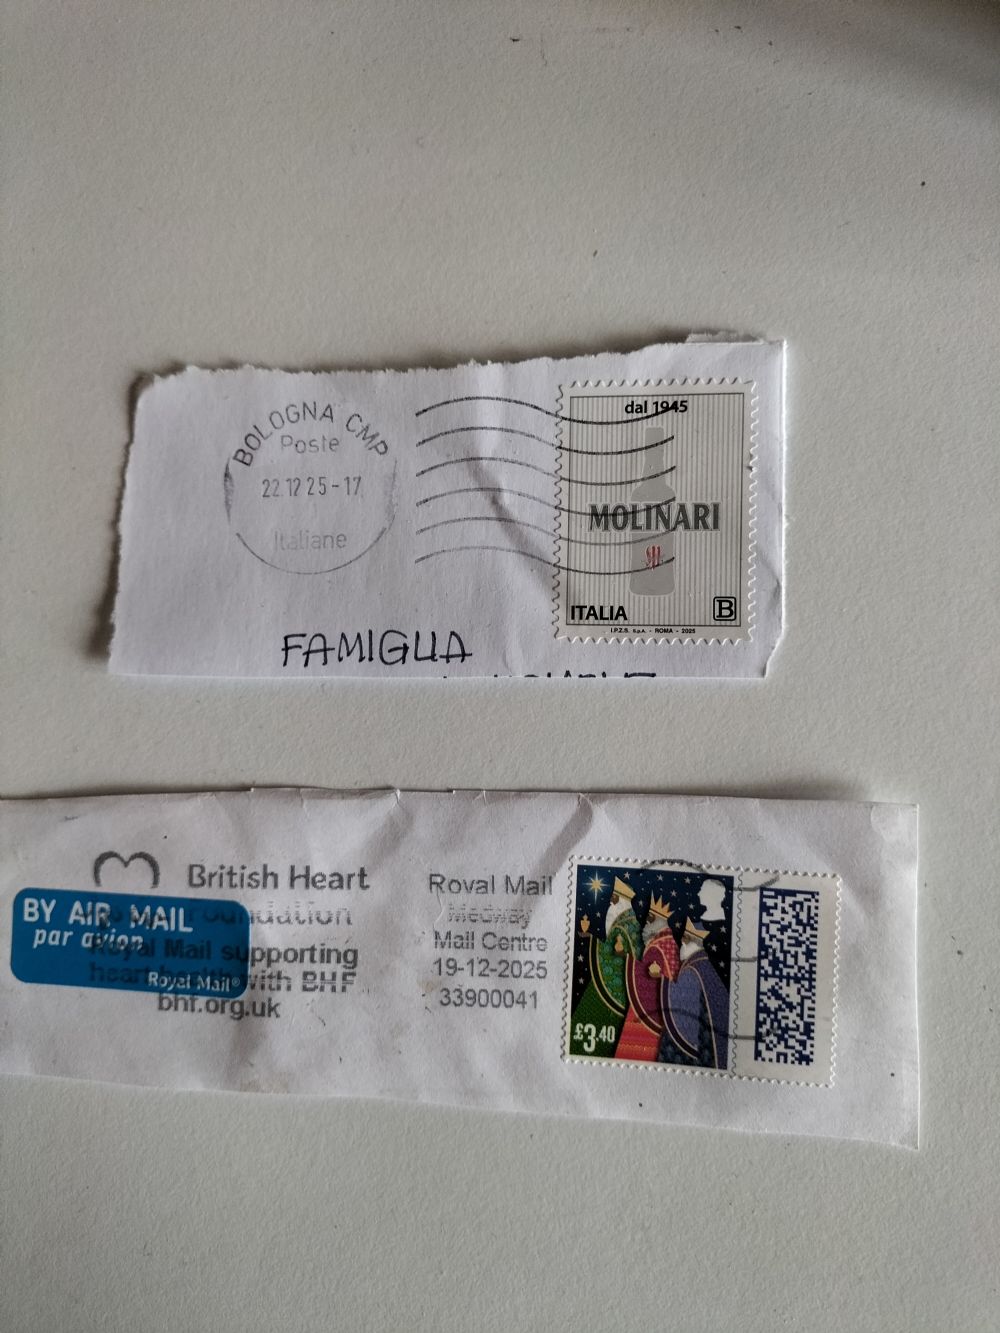 BOLOGNA CMP
Poste
22.12 25-17
Italiane
dal 1945
MOLINARI
ITALIA
B
I.P.Z.S. S.p.A. - ROMA - 2025
FAMIGLIA
British Heart
Foundation
Royal Mail supporting
heart health with BHF
bhf.org.uk
BY AIR MAIL
par avion
Royal Mail®
Royal Mail
Medway
Mail Centre
19-12-2025
33900041
£3.40